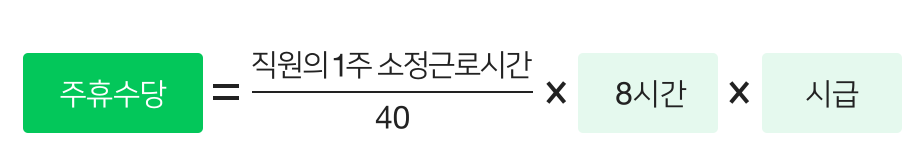 주휴수당 = 직원의 1주 소정근로시간 / 40 × 8시간 × 시급